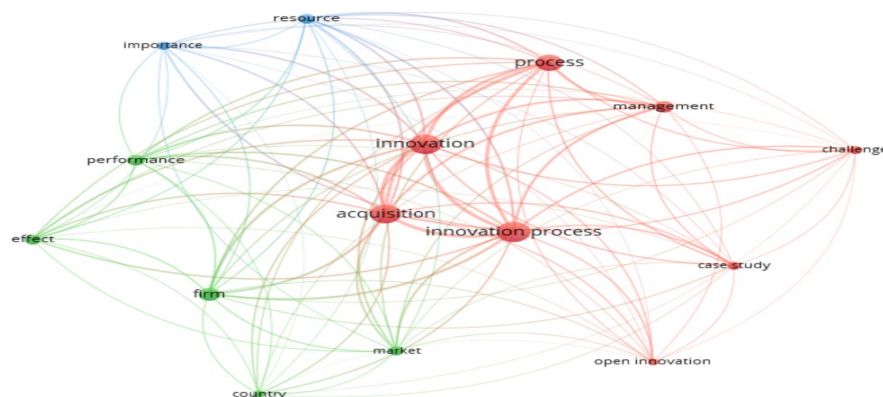 resource
importance
process
management
innovation
challenge
performance
acquisition
innovation process
effect
case study
firm
market
open innovation
country